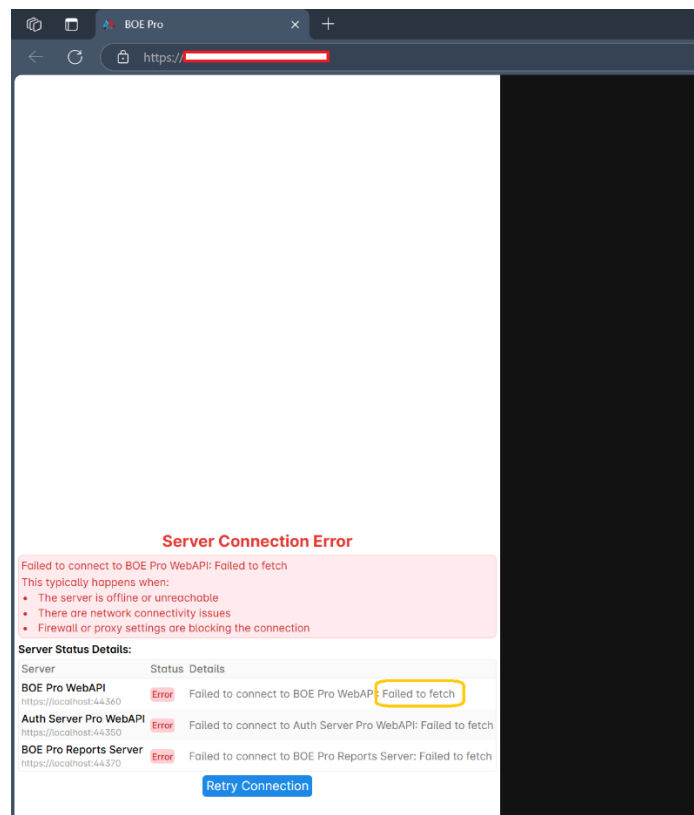 BOE Pro
https://
Server Connection Error
Failed to connect to BOE Pro WebAPI: Failed to fetch
This typically happens when:
• The server is offline or unreachable
• There are network connectivity issues
• Firewall or proxy settings are blocking the connection
Server Status Details:
Server Status Details
BOE Pro WebAPI
https://localhost:44360
Error
Failed to connect to BOE Pro WebAPI: Failed to fetch
Auth Server Pro WebAPI
https://localhost:44350
Error
Failed to connect to Auth Server Pro WebAPI: Failed to fetch
BOE Pro Reports Server
https://localhost:44370
Error
Failed to connect to BOE Pro Reports Server: Failed to fetch
Retry Connection